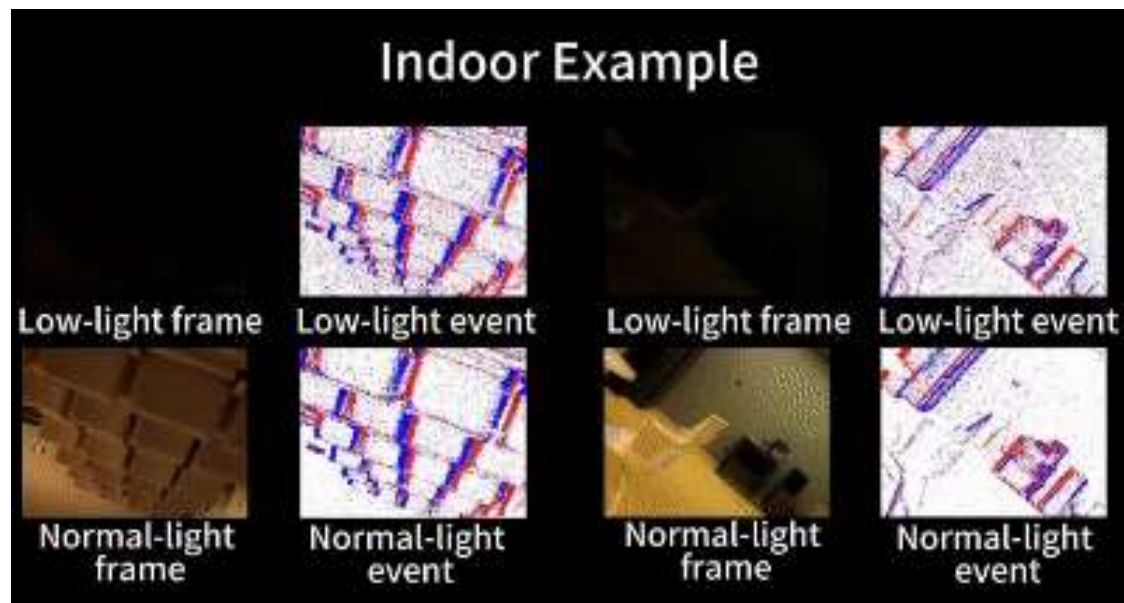 Indoor Example
Low-light frame
Low-light event
Low-light frame
Low-light event
Normal-light
frame
Normal-light
event
Normal-light
frame
Normal-light
event